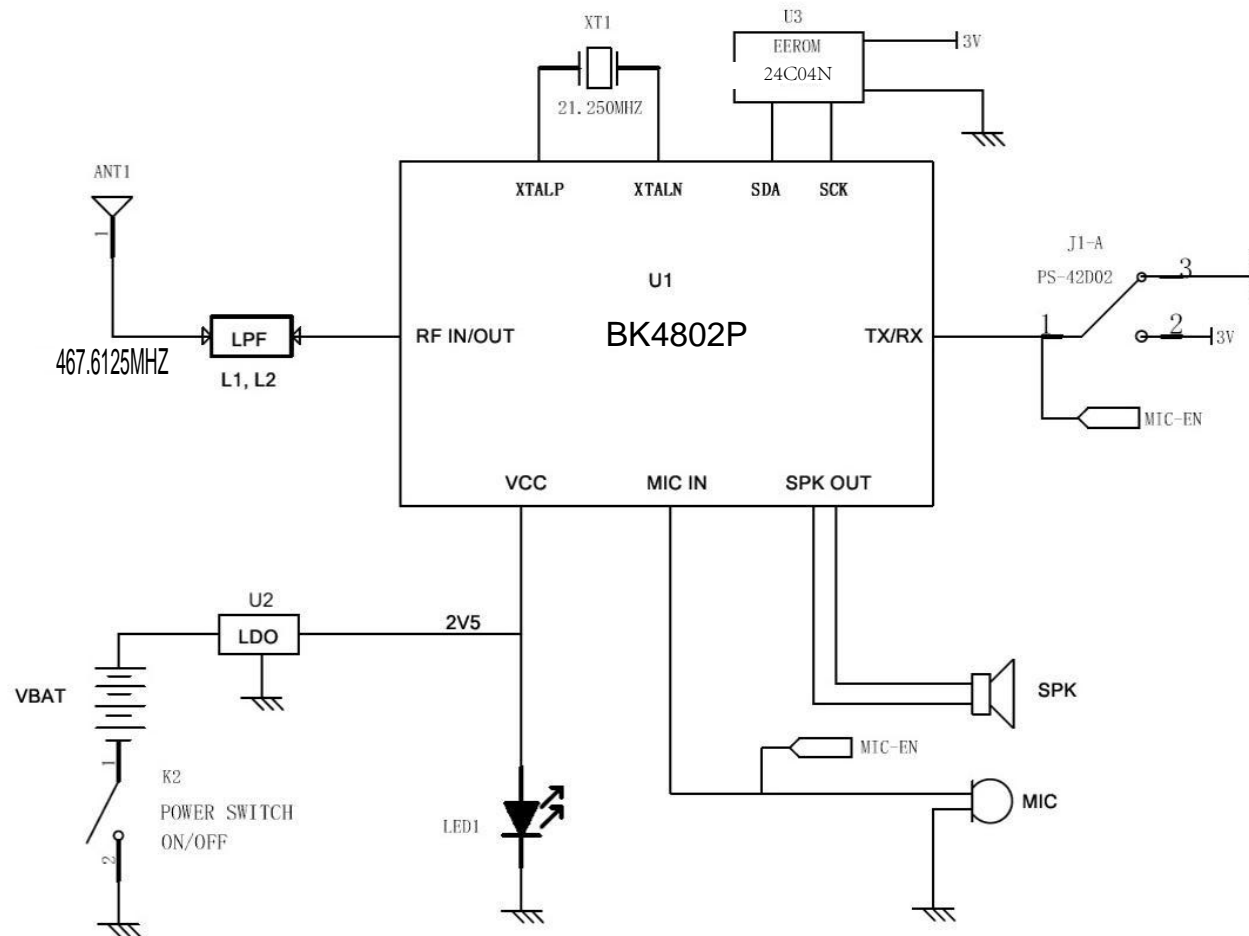 XT1
21.250MHZ
U3
EEROM
24C04N
3V
ANT1
1
XTALP
XTALN
SDA
SCK
U1
BK4802P
RF IN/OUT
TX/RX
LPF
L1, L2
467.6125MHZ
J1-A
PS-42D02
1
3
2
3V
MIC-EN
VCC
MIC IN
SPK OUT
U2
LDO
2V5
VBAT
1
K2
POWER SWITCH
ON/OFF
2
LED1
SPK
MIC-EN
MIC